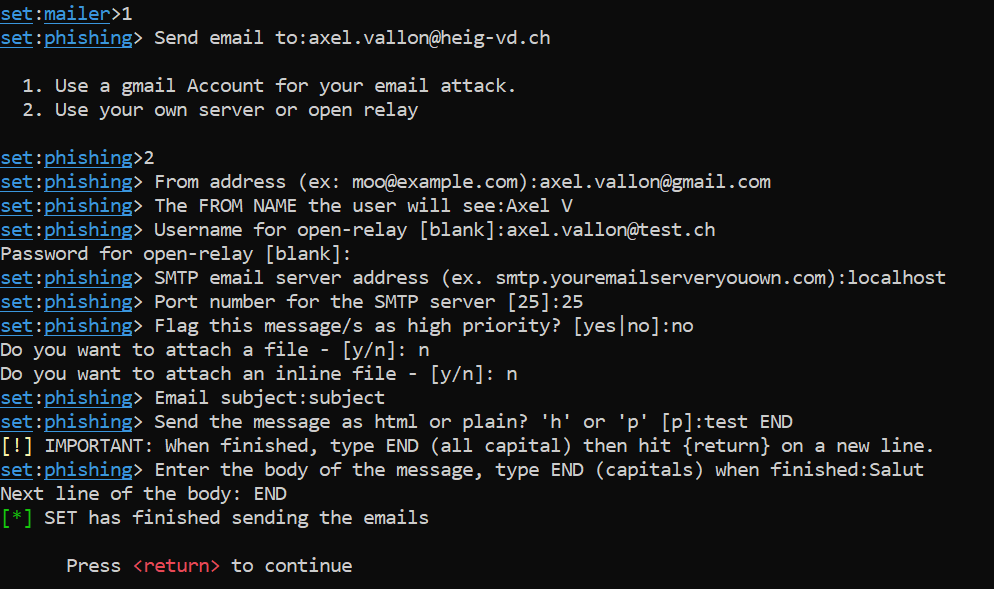 set:mailer>1
set:phishing> Send email to:axel.vallon@heig-vd.ch
1. Use a gmail Account for your email attack.
2. Use your own server or open relay
set:phishing>2
set:phishing> From address (ex: moo@example.com):axel.vallon@gmail.com
set:phishing> The FROM NAME the user will see:Axel V
set:phishing> Username for open-relay [blank]:axel.vallon@test.ch
Password for open-relay [blank]:
set:phishing> SMTP email server address (ex. smtp.youremailserveryouown.com):localhost
set:phishing> Port number for the SMTP server [25]:25
set:phishing> Flag this message/s as high priority? [yes|no]:no
Do you want to attach a file - [y/n]: n
Do you want to attach an inline file - [y/n]: n
set:phishing> Email subject:subject
set:phishing> Send the message as html or plain? 'h' or 'p' [p]:test END
[!] IMPORTANT: When finished, type END (all capital) then hit {return} on a new line.
set:phishing> Enter the body of the message, type END (capitals) when finished:Salut
Next line of the body: END
[*] SET has finished sending the emails
Press <return> to continue